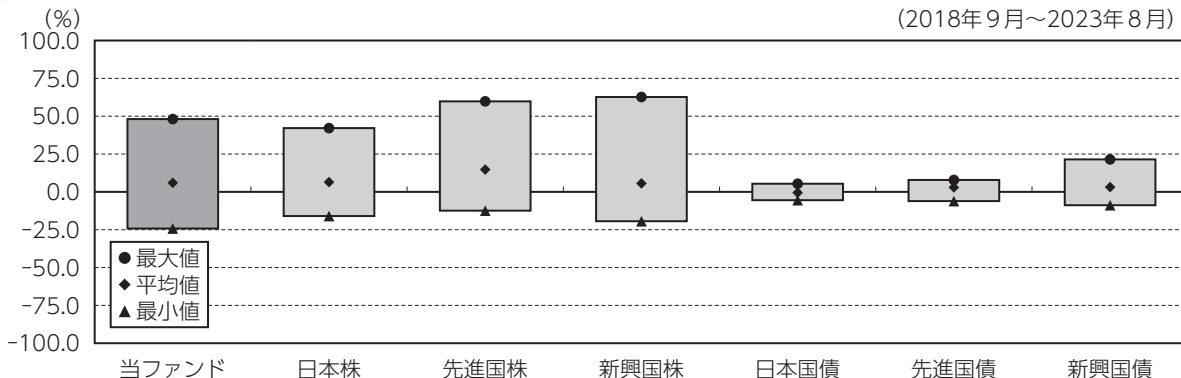 (%)
(2018年9月~2023年8月)
100.0
75.0
50.0
25.0
0.0
-25.0
-50.0
-75.0
-100.0
●最大値
◆平均値
▲最小値
当ファンド 日本株 先進国株 新興国株 日本国債 先進国債 新興国債